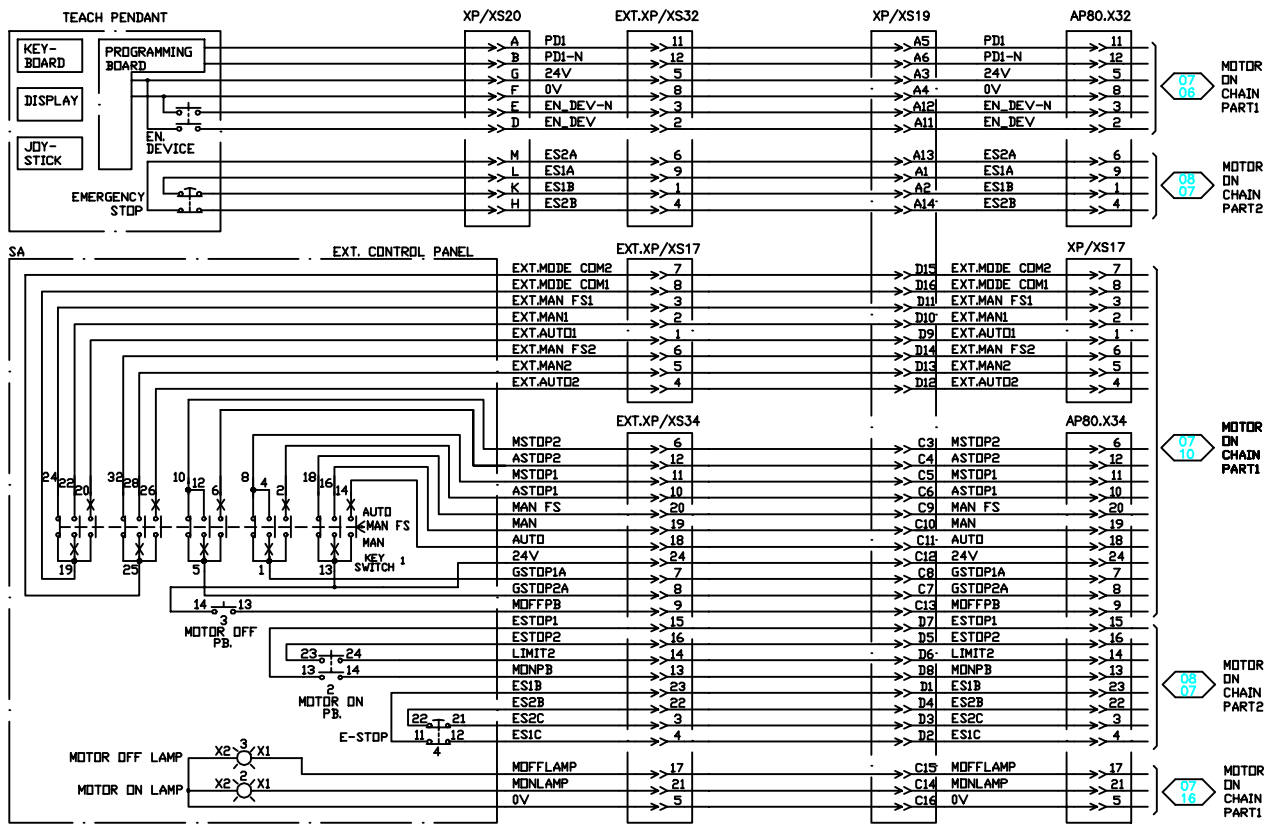 TEACH PENDANT XP/XS20 EXT.XP/XS32 XP/XS19 AP80.X32
KEY-
BOARD
PROGRAMMING
BOARD
DISPLAY
JOY-
STICK
EN.
DEVICE
EMERGENCY
STOP
A PD1 11 A5 PD1 11
B PD1-N 12 A6 PD1-N 12
G 24V 5 A3 24V 5
F 0V 8 A4 0V 8
E EN_DEV-N 3 A12 EN_DEV-N 3
D EN_DEV 2 A11 EN_DEV 2
07
06
MOTOR
ON
CHAIN
PART1
M ES2A 6 A13 ES2A 6
L ES1A 9 A1 ES1A 9
K ES1B 1 A2 ES1B 1
H ES2B 4 A14 ES2B 4
08
07
MOTOR
ON
CHAIN
PART2
SA EXT. CONTROL PANEL EXT.XP/XS17 XP/XS17
EXT.MODE COM2 7 D15 EXT.MODE COM2 7
EXT.MODE COM1 8 D16 EXT.MODE COM1 8
EXT.MAN FS1 3 D11 EXT.MAN FS1 3
EXT.MAN1 2 D10 EXT.MAN1 2
EXT.AUTO1 1 D9 EXT.AUTO1 1
EXT.MAN FS2 6 D14 EXT.MAN FS2 6
EXT.MAN2 5 D13 EXT.MAN2 5
EXT.AUTO2 4 D12 EXT.AUTO2 4
EXT.XP/XS34 AP80.X34
MSTOP2 6 C3 MSTOP2 6
ASTOP2 12 C4 ASTOP2 12
MSTOP1 11 C5 MSTOP1 11
ASTOP1 10 C6 ASTOP1 10
MAN FS 20 C9 MAN FS 20
MAN 19 C10 MAN 19
AUTO 18 C11 AUTO 18
24V 24 C12 24V 24
GSTOP1A 7 C8 GSTOP1A 7
GSTOP2A 8 C7 GSTOP2A 8
MOFFPB 9 C13 MOFFPB 9
07
10
MOTOR
ON
CHAIN
PART1
24 22 20 32 28 26 10 12 6 8 4 2 18 16 14
AUTO
MAN FS
MAN
KEY
SWITCH 1
19 25 5 1 13
14 13
3
MOTOR OFF
PB.
ESTOP1 15 D7 ESTOP1 15
ESTOP2 16 D5 ESTOP2 16
LIMIT2 14 D6 LIMIT2 14
MONPB 13 D8 MONPB 13
ES1B 23 D1 ES1B 23
ES2B 22 D4 ES2B 22
ES2C 3 D3 ES2C 3
ES1C 4 D2 ES1C 4
08
07
MOTOR
ON
CHAIN
PART2
23 24
13 14
2
MOTOR ON
PB.
22 21
E-STOP 11 12
4
MOTOR OFF LAMP X2 3 X1
MOTOR ON LAMP X2 2 X1
MOFFLAMP 17 C15 MOFFLAMP 17
MONLAMP 21 C14 MONLAMP 21
0V 5 C16 0V 5
07
16
MOTOR
ON
CHAIN
PART1